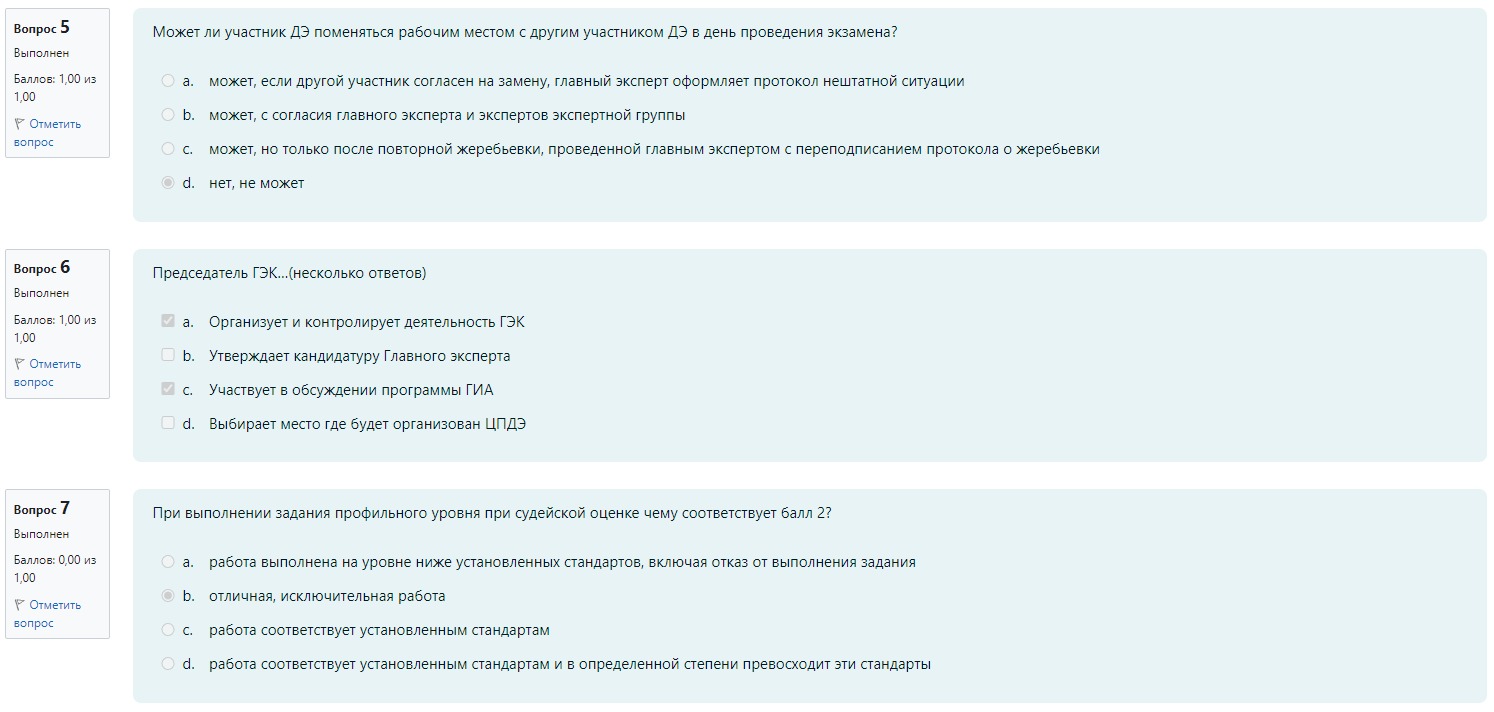 Вопрос 5
Выполнен
Баллов: 1,00 из
1,00
Отметить
вопрос
Может ли участник ДЭ поменяться рабочим местом с другим участником ДЭ в день проведения экзамена?
a. может, если другой участник согласен на замену, главный эксперт оформляет протокол нештатной ситуации
b. может, с согласия главного эксперта и экспертов экспертной группы
c. может, но только после повторной жеребьевки, проведенной главным экспертом с переподписанием протокола о жеребьевки
d. нет, не может
Вопрос 6
Выполнен
Баллов: 1,00 из
1,00
Отметить
вопрос
Председатель ГЭК...(несколько ответов)
a. Организует и контролирует деятельность ГЭК
b. Утверждает кандидатуру Главного эксперта
c. Участвует в обсуждении программы ГИА
d. Выбирает место где будет организован ЦПДЭ
Вопрос 7
Выполнен
Баллов: 0,00 из
1,00
Отметить
вопрос
При выполнении задания профильного уровня при судейской оценке чему соответствует балл 2?
a. работа выполнена на уровне ниже установленных стандартов, включая отказ от выполнения задания
b. отличная, исключительная работа
c. работа соответствует установленным стандартам
d. работа соответствует установленным стандартам и в определенной степени превосходит эти стандарты